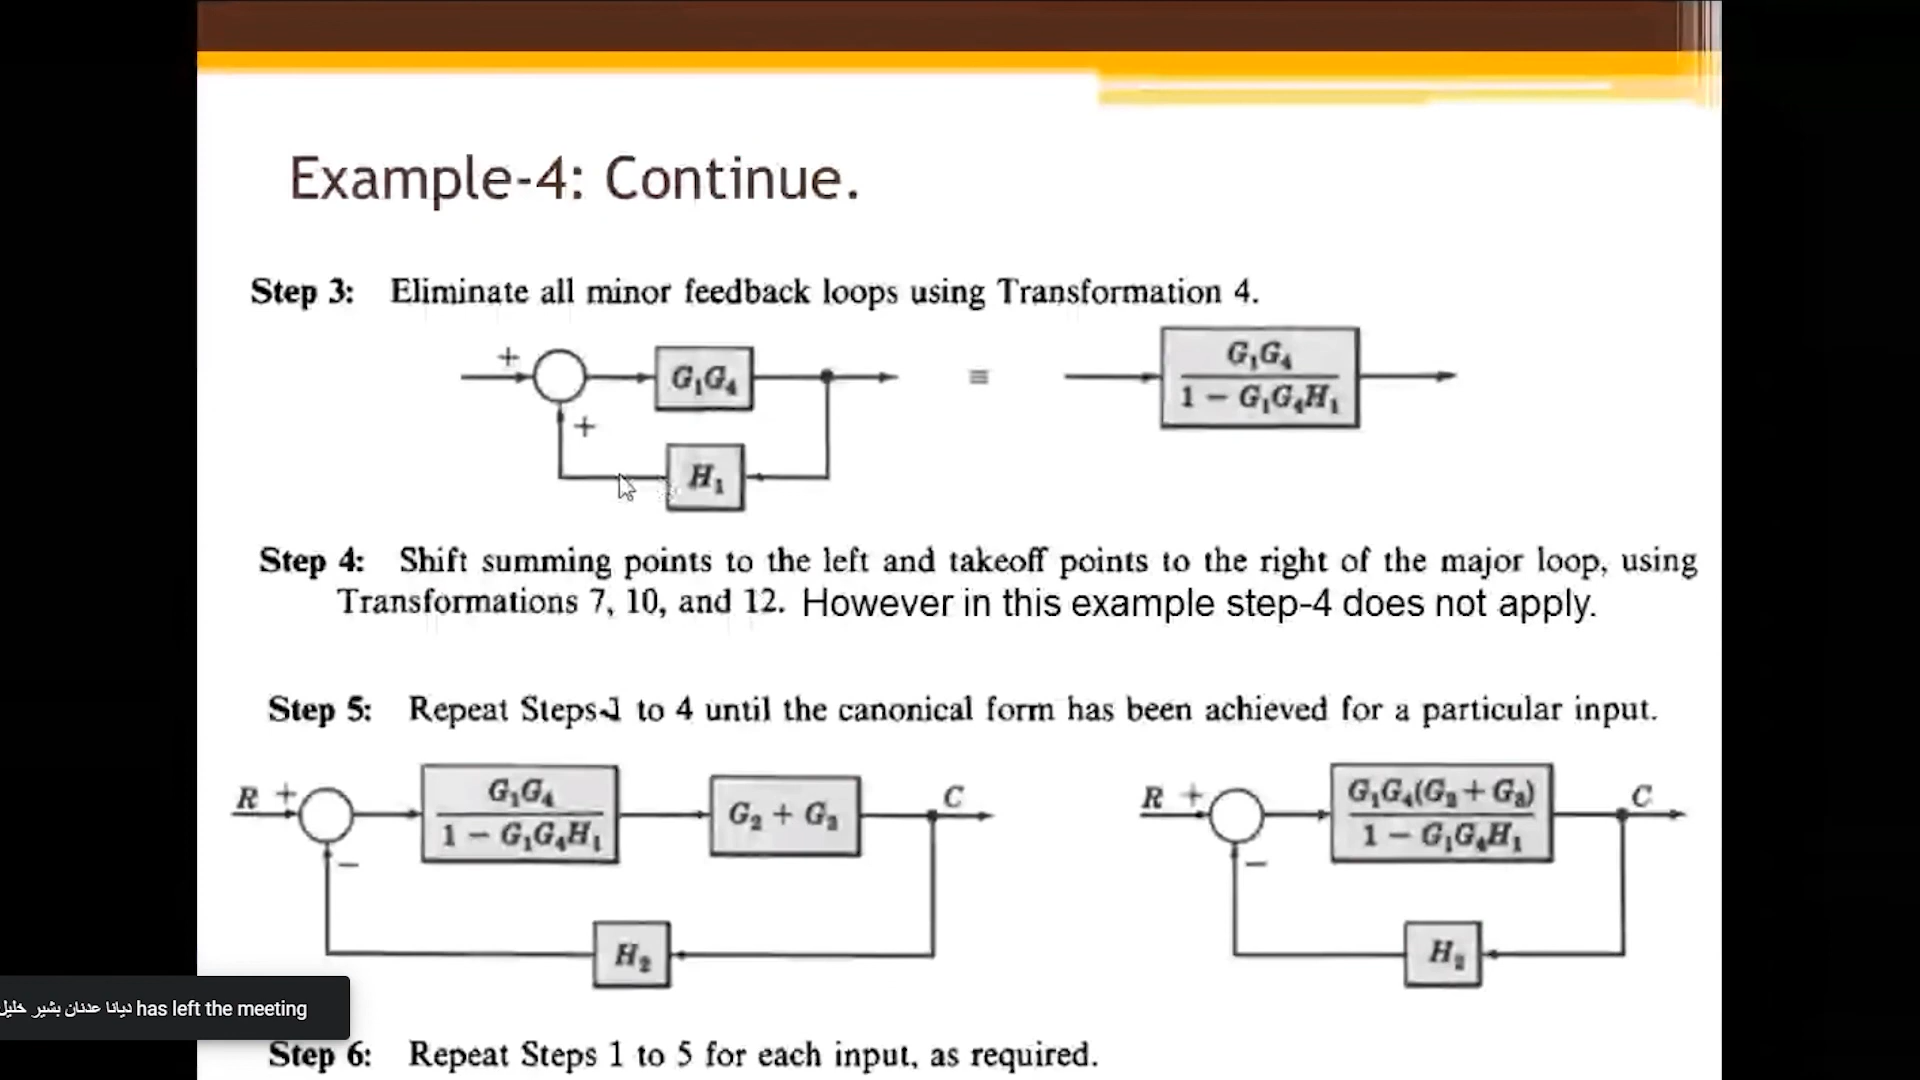 Example-4: Continue.
Step 3: Eliminate all minor feedback loops using Transformation 4.
+ G₁G₄ ≡ G₁G₄
1 − G₁G₄H₁
+
H₁
Step 4: Shift summing points to the left and takeoff points to the right of the major loop, using
Transformations 7, 10, and 12. However in this example step-4 does not apply.
Step 5: Repeat Steps 1 to 4 until the canonical form has been achieved for a particular input.
R + G₁G₄ G₂ + G₃ C
1 − G₁G₄H₁
−
H₂
R + G₁G₄(G₂ + G₃) C
1 − G₁G₄H₁
−
H₂
ديانا عدنان بشير خليل has left the meeting
Step 6: Repeat Steps 1 to 5 for each input, as required.